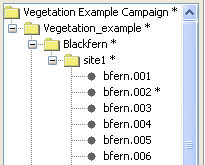 Vegetation Example Campaign *
Vegetation_example *
Blackfern *
site1 *
bfern.001
bfern.002 *
bfern.003
bfern.004
bfern.005
bfern.006